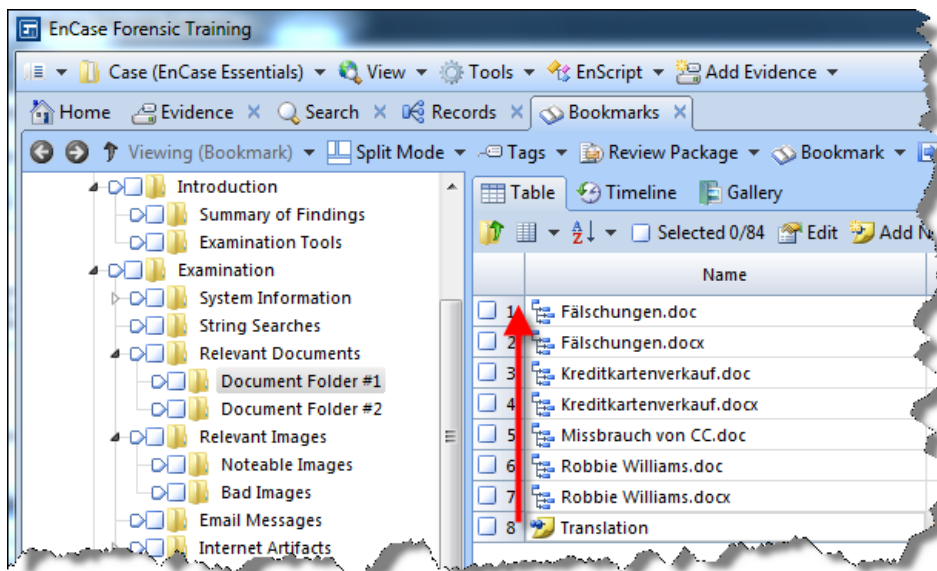 EnCase Forensic Training
Case (EnCase Essentials) View Tools EnScript Add Evidence
Home Evidence Search Records Bookmarks
Viewing (Bookmark) Split Mode Tags Review Package Bookmark
Introduction
Summary of Findings
Examination Tools
Examination
System Information
String Searches
Relevant Documents
Document Folder #1
Document Folder #2
Relevant Images
Noteable Images
Bad Images
Email Messages
Internet Artifacts
Table Timeline Gallery
Selected 0/84 Edit Add
Name
1 Fälschungen.doc
2 Fälschungen.docx
3 Kreditkartenverkauf.doc
4 Kreditkartenverkauf.docx
5 Missbrauch von CC.doc
6 Robbie Williams.doc
7 Robbie Williams.docx
8 Translation